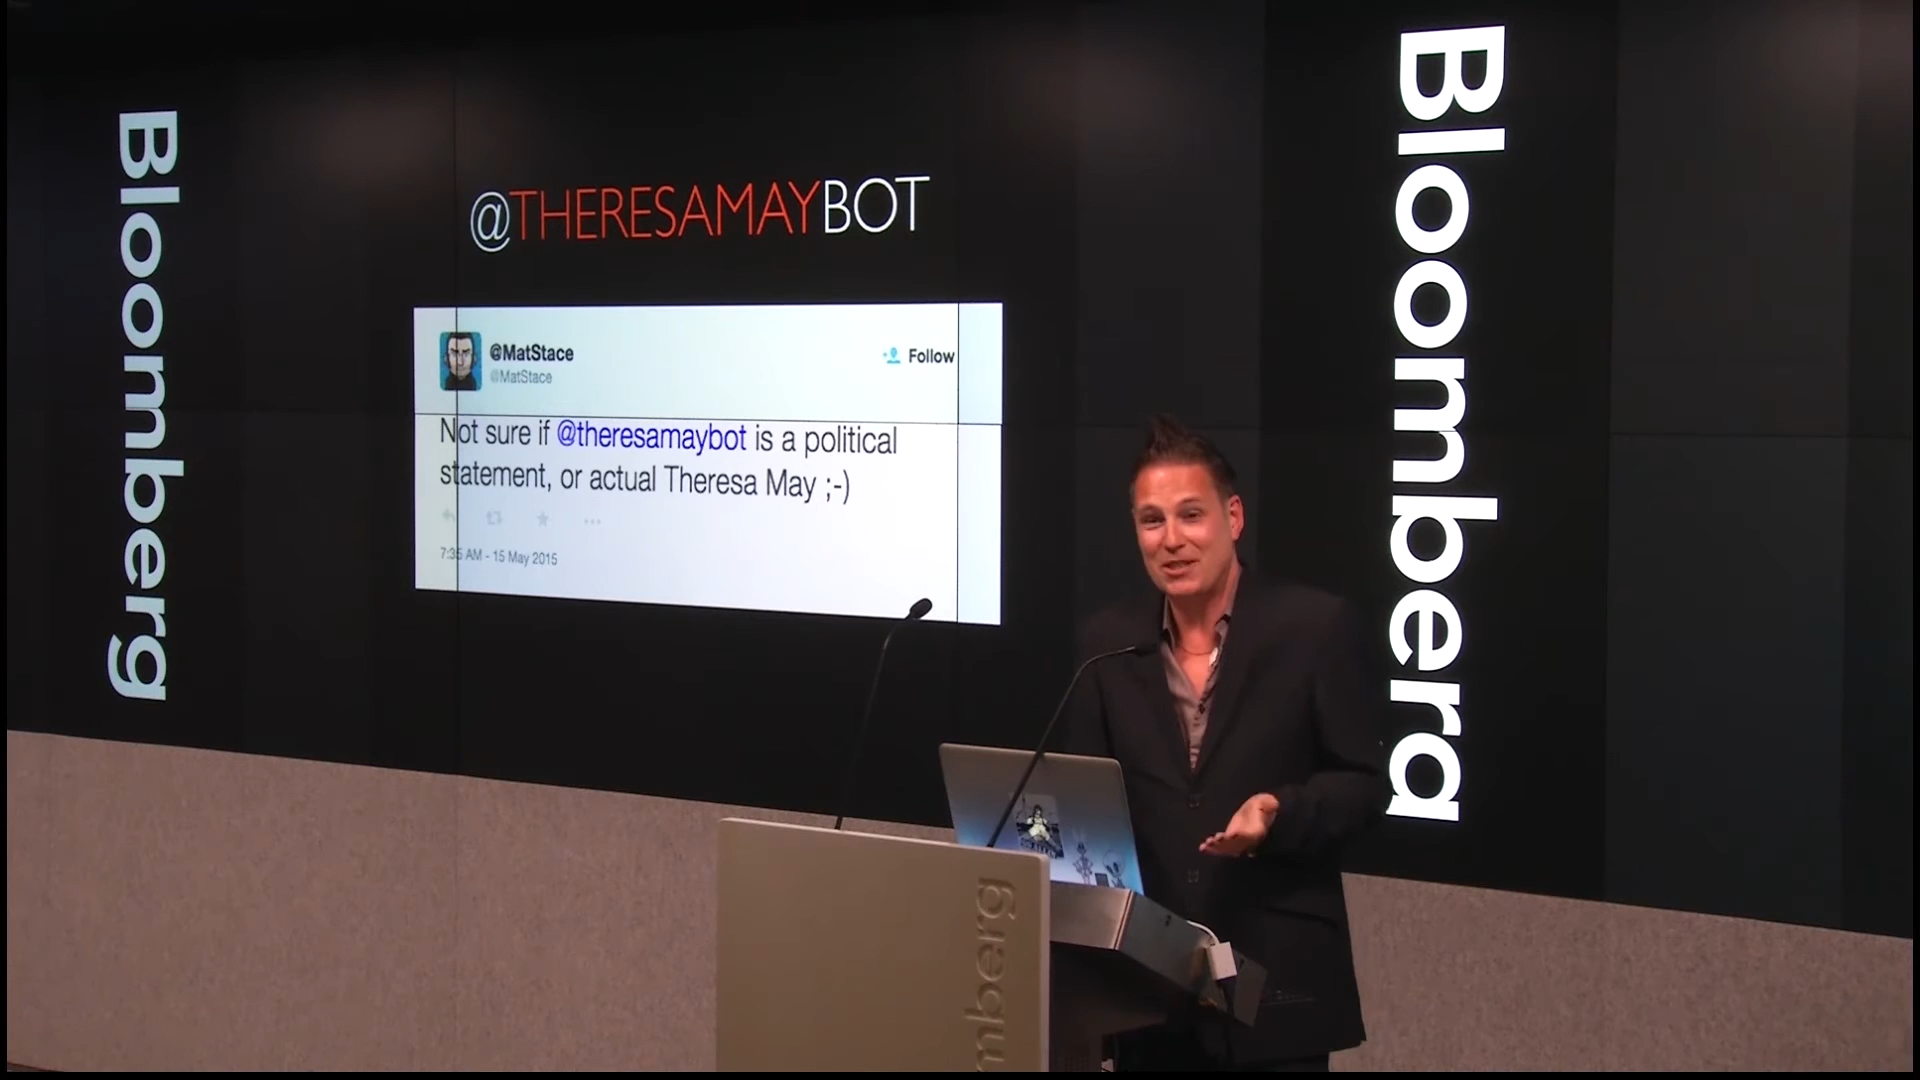 Bloomberg
@THERESAMAYBOT
@MatStace
@MatStace
Follow
Not sure if @theresamaybot is a political
statement, or actual Theresa May ;-)
7:35 AM - 15 May 2015
Bloomberg
mberg